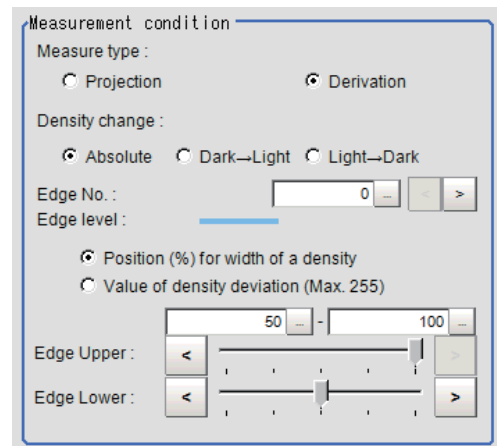 Measurement condition
Measure type :
Projection Derivation
Density change :
Absolute Dark→Light Light→Dark
Edge No. : 0 ... < >
Edge level :
Position (%) for width of a density
Value of density deviation (Max. 255)
50 ... - 100 ...
Edge Upper : < >
Edge Lower : < >